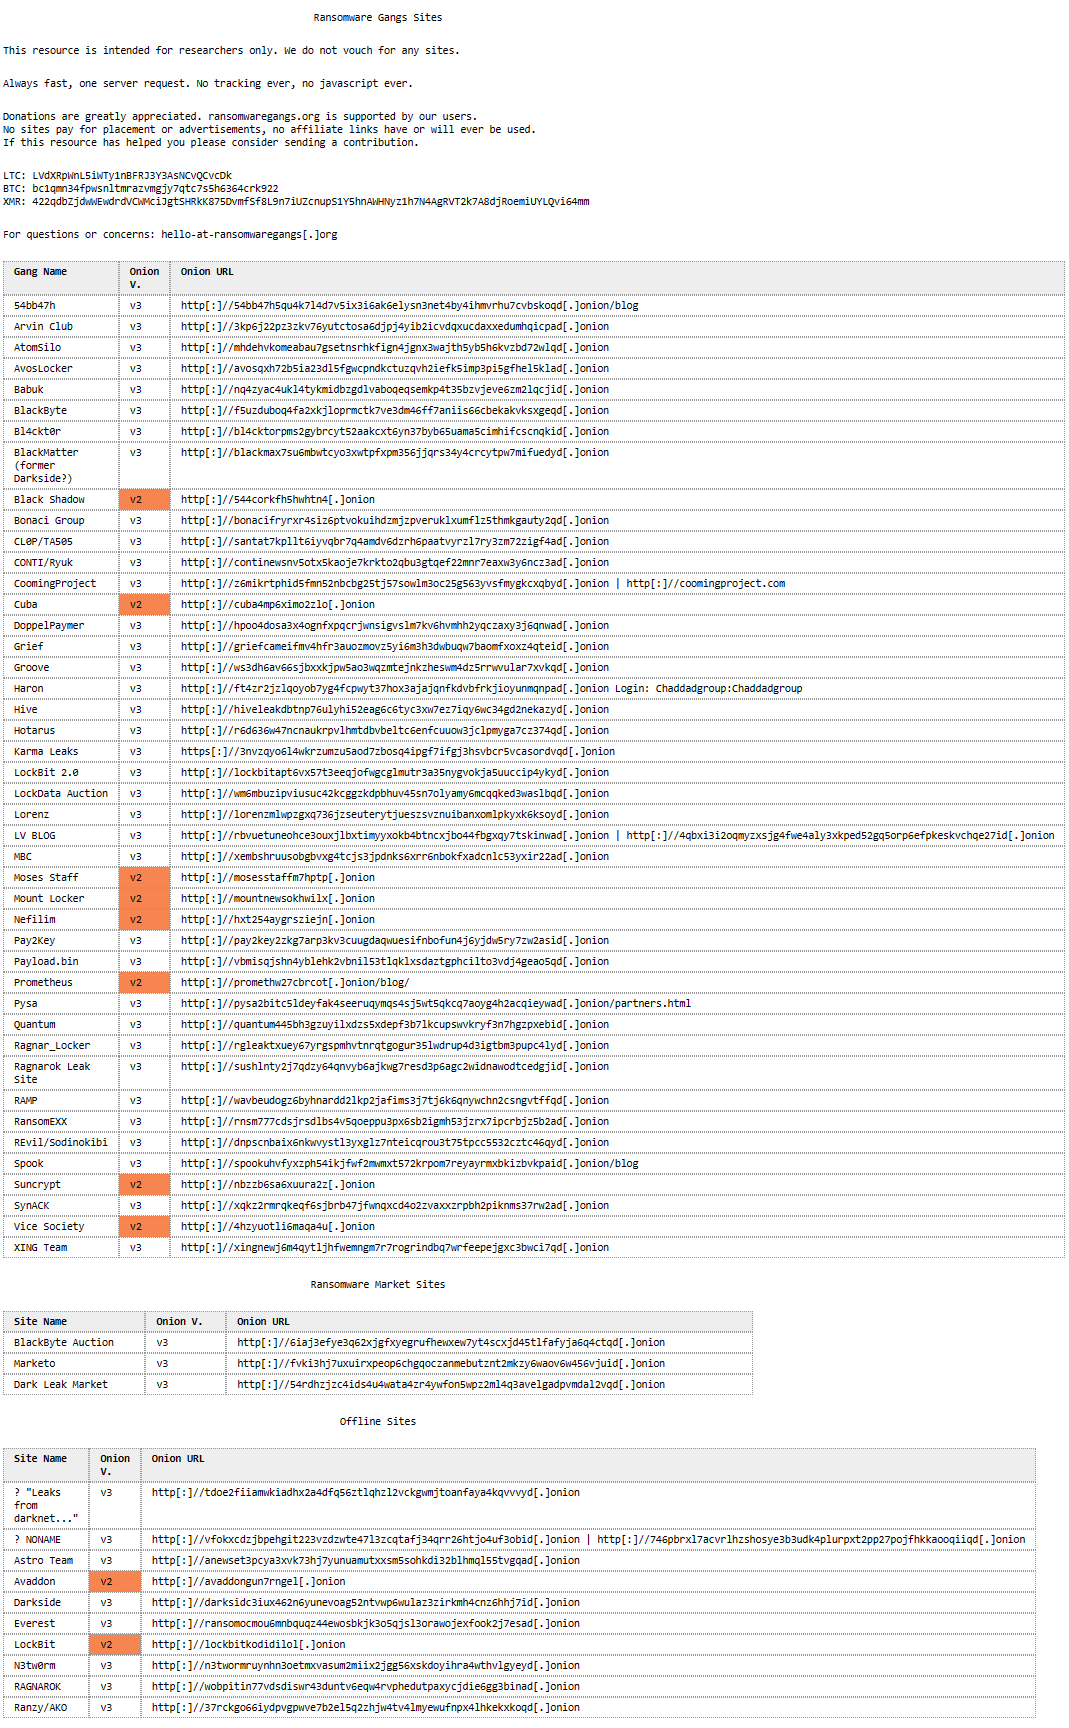 Ransomware Gangs Sites
This resource is intended for researchers only. We do not vouch for any sites.
Always fast, one server request. No tracking ever, no javascript ever.
Donations are greatly appreciated. ransomwaregangs.org is supported by our users.
No sites pay for placement or advertisements, no affiliate links have or will ever be used.
If this resource has helped you please consider sending a contribution.
LTC: LVdXRpWnL5iWTy1nBFRJ3Y3AsNCvQCvcDk
BTC: bc1qmn34fpwsnltmrazvmgjy7qtc7s5h6364crk922
XMR: 422qdbZjdwWEwdrdVCWMciJgtSHRkK875DvmfSf8L9n7iUZcnupS1Y5hnAWHNyz1h7N4AgRVT2k7A8djRoemiUYLQvi64mm
For questions or concerns: hello-at-ransomwaregangs[.]org
Gang Name Onion V. Onion URL
54bb47h v3 http[:]//54bb47h5qu4k7l4d7v5ix3i6ak6elysn3net4by4ihmvrhu7cvbskoqd[.]onion/blog
Arvin Club v3 http[:]//3kp6j22pz3zkv76yutctosa6djpj4yib2icvdqxucdaxxedumhqicpad[.]onion
AtomSilo v3 http[:]//mhdehvkomeabau7gsetnsrhkfign4jgnx3wajth5yb5h6kvzbd72wlqd[.]onion
AvosLocker v3 http[:]//avosqxh72b5ia23dl5fgwcpndkctuzqvh2iefk5imp3pi5gfhel5klad[.]onion
Babuk v3 http[:]//nq4zyac4ukl4tykmidbzgdlvaboqeqsemkp4t35bzvjeve6zm2lqcjid[.]onion
BlackByte v3 http[:]//f5uzduboq4fa2xkjloprmctk7ve3dm46ff7aniis66cbekakvksxgeqd[.]onion
Bl4ckt0r v3 http[:]//bl4cktorpms2gybrcyt52aakcxt6yn37byb65uama5cimhifcscnqkid[.]onion
BlackMatter (former Darkside?) v3 http[:]//blackmax7su6mbwtcyo3xwtpfxpm356jjqrs34y4crcytpw7mifuedyd[.]onion
Black Shadow v2 http[:]//544corkfh5hwhtn4[.]onion
Bonaci Group v3 http[:]//bonacifryrxr4siz6ptvokuihdzmjzpveruklxumflz5thmkgauty2qd[.]onion
CL0P/TA505 v3 http[:]//santat7kpllt6iyvqbr7q4amdv6dzrh6paatvyrzl7ry3zm72zigf4ad[.]onion
CONTI/Ryuk v3 http[:]//continewsnv5otx5kaoje7krkto2qbu3gtqef22mnr7eaxw3y6ncz3ad[.]onion
CoomingProject v3 http[:]//z6mikrtphid5fmn52nbcbg25tj57sowlm3oc25g563yvsfmygkcxqbyd[.]onion | http[:]//coomingproject.com
Cuba v2 http[:]//cuba4mp6ximo2zlo[.]onion
DoppelPaymer v3 http[:]//hpoo4dosa3x4ognfxpqcrjwnsigvslm7kv6hvmhh2yqczaxy3j6qnwad[.]onion
Grief v3 http[:]//griefcameifmv4hfr3auozmovz5yi6m3h3dwbuqw7baomfxoxz4qteid[.]onion
Groove v3 http[:]//ws3dh6av66sjbxxkjpw5ao3wqzmtejnkzheswm4dz5rrwvular7xvkqd[.]onion
Haron v3 http[:]//ft4zr2jzlqoyob7yg4fcpwyt37hox3ajajqnfkdvbfrkjioyunmqnpad[.]onion Login: Chaddadgroup:Chaddadgroup
Hive v3 http[:]//hiveleakdbtnp76ulyhi52eag6c6tyc3xw7ez7iqy6wc34gd2nekazyd[.]onion
Hotarus v3 http[:]//r6d636w47ncnaukrpvlhmtdbvbeltc6enfcuuow3jclpmyga7cz374qd[.]onion
Karma Leaks v3 https[:]//3nvzqyo6l4wkrzumzu5aod7zbosq4ipgf7ifgj3hsvbcr5vcasordvqd[.]onion
LockBit 2.0 v3 http[:]//lockbitapt6vx57t3eeqjofwgcglmutr3a35nygvokja5uuccip4ykyd[.]onion
LockData Auction v3 http[:]//wm6mbuzipviusuc42kcggzkdpbhuv45sn7olyamy6mcqqked3waslbqd[.]onion
Lorenz v3 http[:]//lorenzmlwpzgxq736jzseuterytjueszsvznuibanxomlpkyxk6ksoyd[.]onion
LV BLOG v3 http[:]//rbvuetuneohce3ouxjlbxtimyyxokb4btncxjbo44fbgxqy7tskinwad[.]onion | http[:]//4qbxi3i2oqmyzxsjg4fwe4aly3xkped52gq5orp6efpkeskvchqe27id[.]onion
MBC v3 http[:]//xembshruusobgbvxg4tcjs3jpdnks6xrr6nbokfxadcnlc53yxir22ad[.]onion
Moses Staff v2 http[:]//mosesstaffm7hptp[.]onion
Mount Locker v2 http[:]//mountnewsokhwilx[.]onion
Nefilim v2 http[:]//hxt254aygrsziejn[.]onion
Pay2Key v3 http[:]//pay2key2zkg7arp3kv3cuugdaqwuesifnbofun4j6yjdw5ry7zw2asid[.]onion
Payload.bin v3 http[:]//vbmisqjshn4yblehk2vbnil53tlqklxsdaztgphcilto3vdj4geao5qd[.]onion
Prometheus v2 http[:]//promethw27cbrcot[.]onion/blog/
Pysa v3 http[:]//pysa2bitc5ldeyfak4seeruqymqs4sj5wt5qkcq7aoyg4h2acqieywad[.]onion/partners.html
Quantum v3 http[:]//quantum445bh3gzuyilxdzs5xdepf3b7lkcupswvkryf3n7hgzpxebid[.]onion
Ragnar_Locker v3 http[:]//rgleaktxuey67yrgspmhvtnrqtgogur35lwdrup4d3igtbm3pupc4lyd[.]onion
Ragnarok Leak Site v3 http[:]//sushlnty2j7qdzy64qnvyb6ajkwg7resd3p6agc2widnawodtcedgjid[.]onion
RAMP v3 http[:]//wavbeudogz6byhnardd2lkp2jafims3j7tj6k6qnywchn2csngvtffqd[.]onion
RansomEXX v3 http[:]//rnsm777cdsjrsdlbs4v5qoeppu3px6sb2igmh53jzrx7ipcrbjz5b2ad[.]onion
REvil/Sodinokibi v3 http[:]//dnpscnbaix6nkwvystl3yxglz7nteicqrou3t75tpcc5532cztc46qyd[.]onion
Spook v3 http[:]//spookuhvfyxzph54ikjfwf2mwmxt572krpom7reyayrmxbkizbvkpaid[.]onion/blog
Suncrypt v2 http[:]//nbzzb6sa6xuura2z[.]onion
SynACK v3 http[:]//xqkz2rmrqkeqf6sjbrb47jfwnqxcd4o2zvaxxzrpbh2piknms37rw2ad[.]onion
Vice Society v2 http[:]//4hzyuotli6maqa4u[.]onion
XING Team v3 http[:]//xingnewj6m4qytljhfwemngm7r7rogrindbq7wrfeepejgxc3bwci7qd[.]onion
Ransomware Market Sites
Site Name Onion V. Onion URL
BlackByte Auction v3 http[:]//6iaj3efye3q62xjgfxyegrufhewxew7yt4scxjd45tlfafyja6q4ctqd[.]onion
Marketo v3 http[:]//fvki3hj7uxuirxpeop6chgqoczanmebutznt2mkzy6waov6w456vjuid[.]onion
Dark Leak Market v3 http[:]//54rdhzjzc4ids4u4wata4zr4ywfon5wpz2ml4q3avelgadpvmdal2vqd[.]onion
Offline Sites
Site Name Onion V. Onion URL
? "Leaks from darknet..." v3 http[:]//tdoe2fiiamwkiadhx2a4dfq56ztlqhzl2vckgwmjtoanfaya4kqvvvyd[.]onion
? NONAME v3 http[:]//vfokxcdzjbpehgit223vzdzwte47l3zcqtafj34qrr26htjo4uf3obid[.]onion | http[:]//746pbrxl7acvrlhzshosye3b3udk4plurpxt2pp27pojfhkkaooqiiqd[.]onion
Astro Team v3 http[:]//anewset3pcya3xvk73hj7yunuamutxxsm5sohkdi32blhmql55tvgqad[.]onion
Avaddon v2 http[:]//avaddongun7rngel[.]onion
Darkside v3 http[:]//darksidc3iux462n6yunevoag52ntvwp6wulaz3zirkmh4cnz6hhj7id[.]onion
Everest v3 http[:]//ransomocmou6mnbquqz44ewosbkjk3o5qjsl3orawojexfook2j7esad[.]onion
LockBit v2 http[:]//lockbitkodidilol[.]onion
N3tw0rm v3 http[:]//n3twormruynhn3oetmxvasum2miix2jgg56xskdoyihra4wthvlgyeyd[.]onion
RAGNAROK v3 http[:]//wobpitin77vdsdiswr43duntv6eqw4rvphedutpaxycjdie6gg3binad[.]onion
Ranzy/AKO v3 http[:]//37rckgo66iydpvgpwve7b2el5q2zhjw4tv4lmyewufnpx4lhkekxkoqd[.]onion